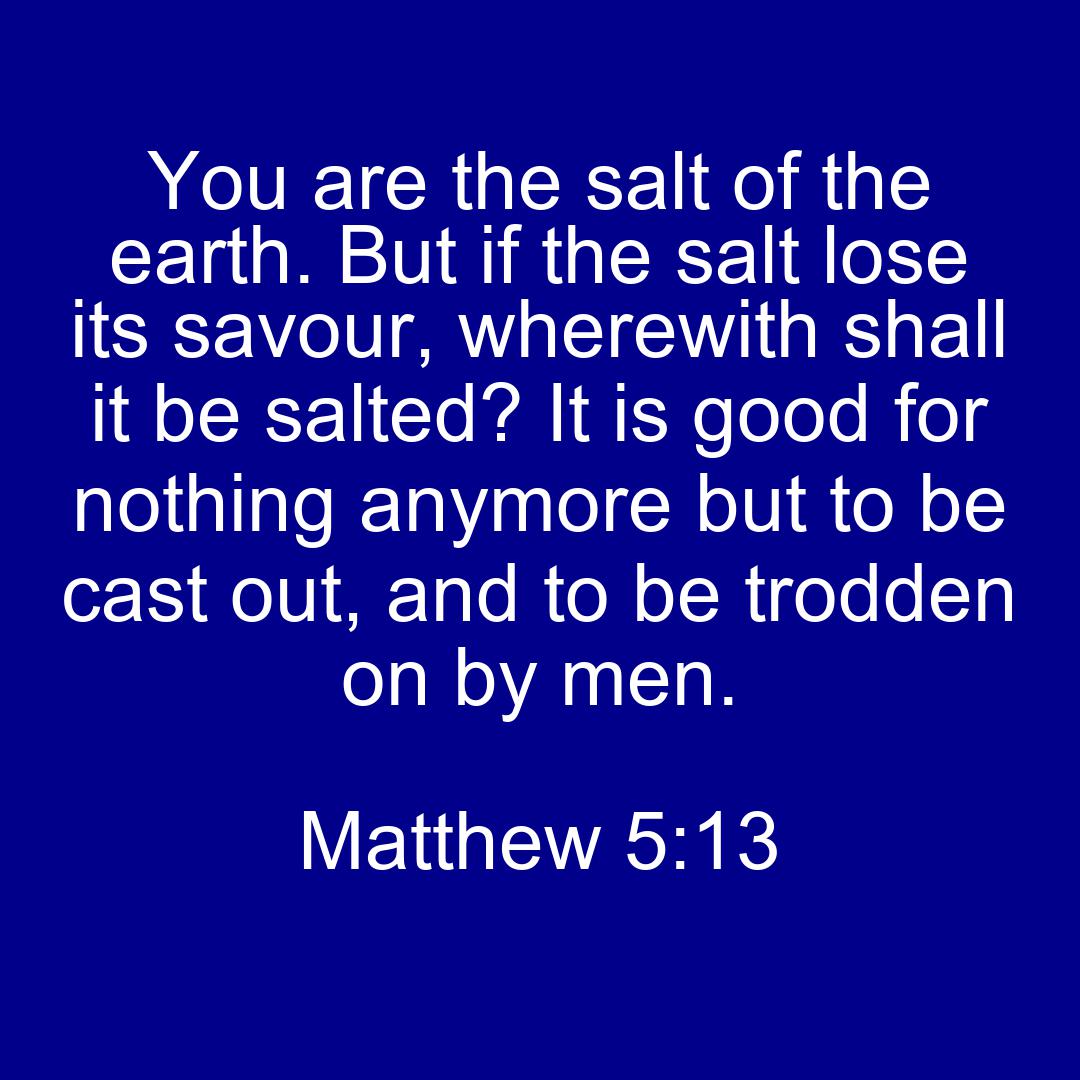 You are the salt of the
earth. But if the salt lose
its savour, wherewith shall
it be salted? It is good for
nothing anymore but to be
cast out, and to be trodden
on by men.
Matthew 5:13